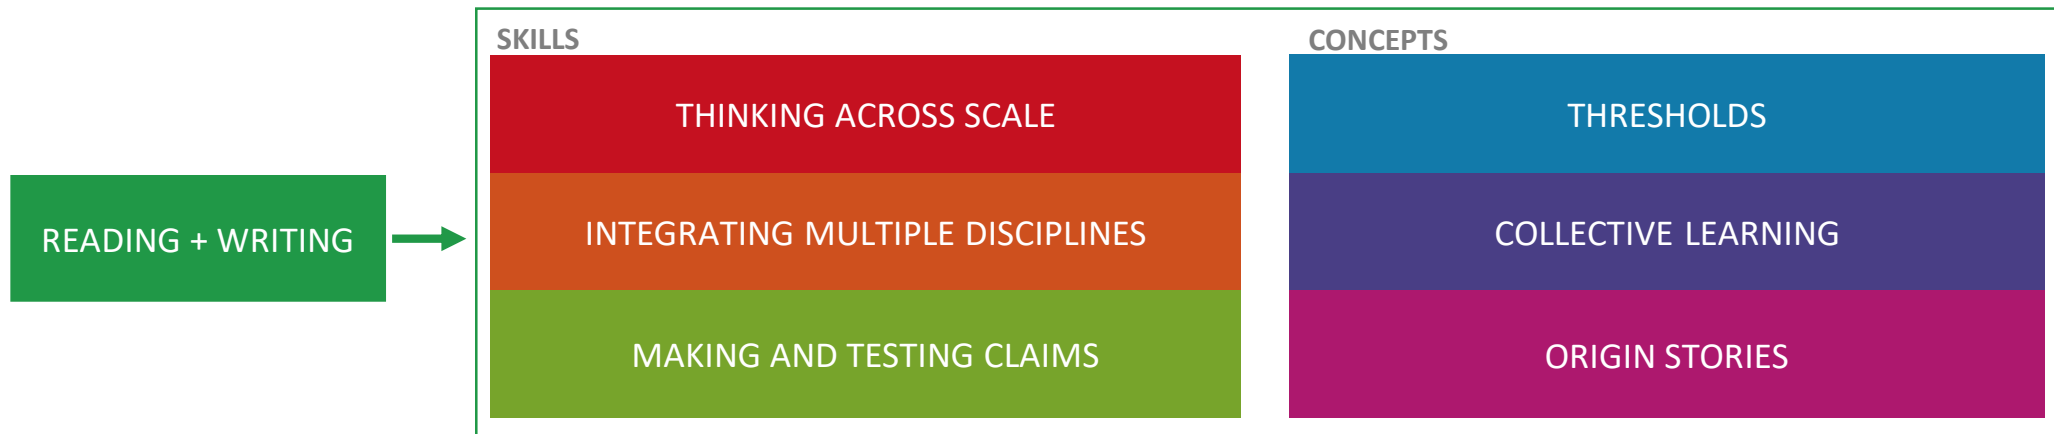 READING + WRITING
SKILLS
THINKING ACROSS SCALE
INTEGRATING MULTIPLE DISCIPLINES
MAKING AND TESTING CLAIMS
CONCEPTS
THRESHOLDS
COLLECTIVE LEARNING
ORIGIN STORIES